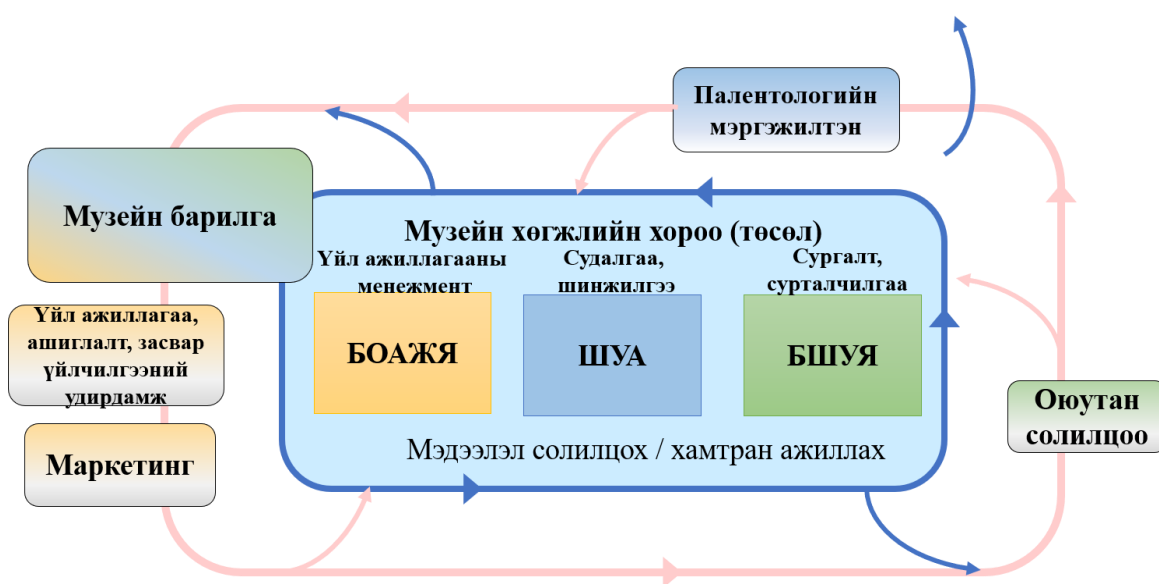 Палентологийн
мэргэжилтэн
Музейн барилга
Музейн хөгжлийн хороо (төсөл)
Үйл ажиллагааны
менежмент
Судалгаа,
шинжилгээ
Сургалт,
сурталчилгаа
БОАЖЯ
ШУА
БШУЯ
Үйл ажиллагаа,
ашиглалт, засвар
үйлчилгээний
удирдамж
Маркетинг
Оюутан
солилцоо
Мэдээлэл солилцох / хамтран ажиллах